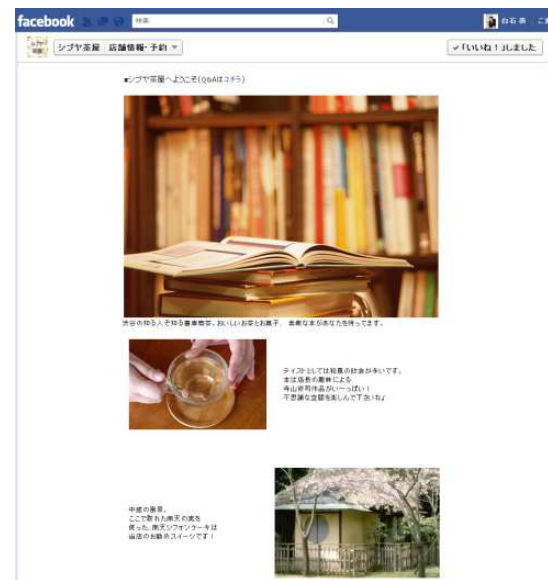 facebook
検索
白石 恭
シブヤ茶屋
店舗情報・予約
✓「いいね！」しました
■シブヤ茶屋へようこそ(Q&Aはコチラ)
渋谷の知る人ぞ知る書庫喫茶。おいしいお茶とお菓子、 素敵な本があなたを待ってます。
テイストとしては和風の飲食が多いです。
本は店長の趣味による
寺山修司作品がいーっぱい！
不思議な空間を楽しんで下さいね♪
中庭の風景。
ここで取れた南天の実を
使った、南天シフォンケーキは
当店のお勧めスイーツです！